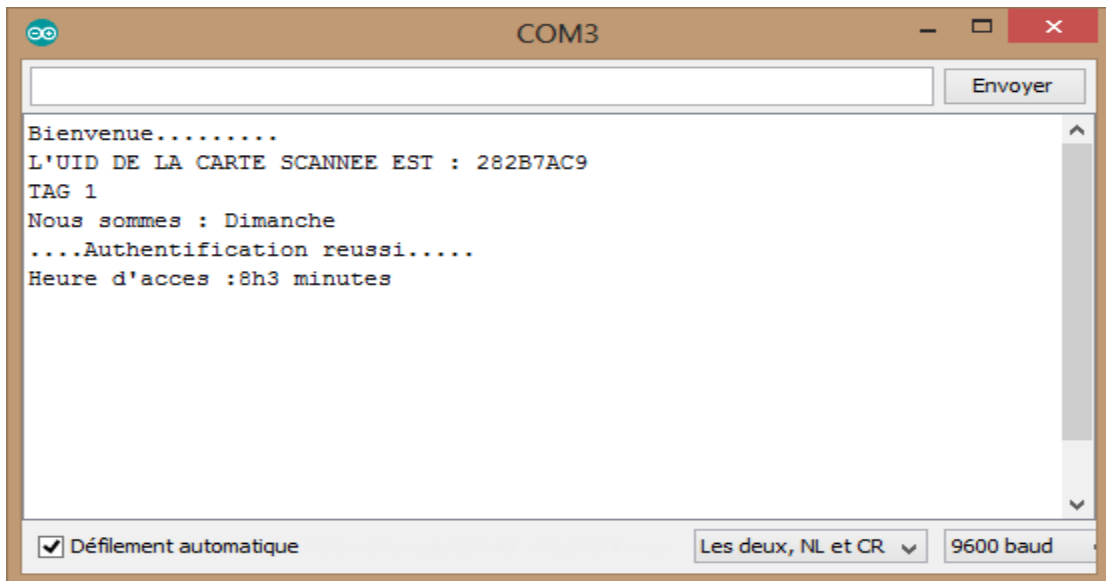 COM3
Envoyer
Bienvenue.........
L'UID DE LA CARTE SCANNEE EST : 282B7AC9
TAG 1
Nous sommes : Dimanche
....Authentification reussi.....
Heure d'acces :8h3 minutes
Défilement automatique
Les deux, NL et CR
9600 baud